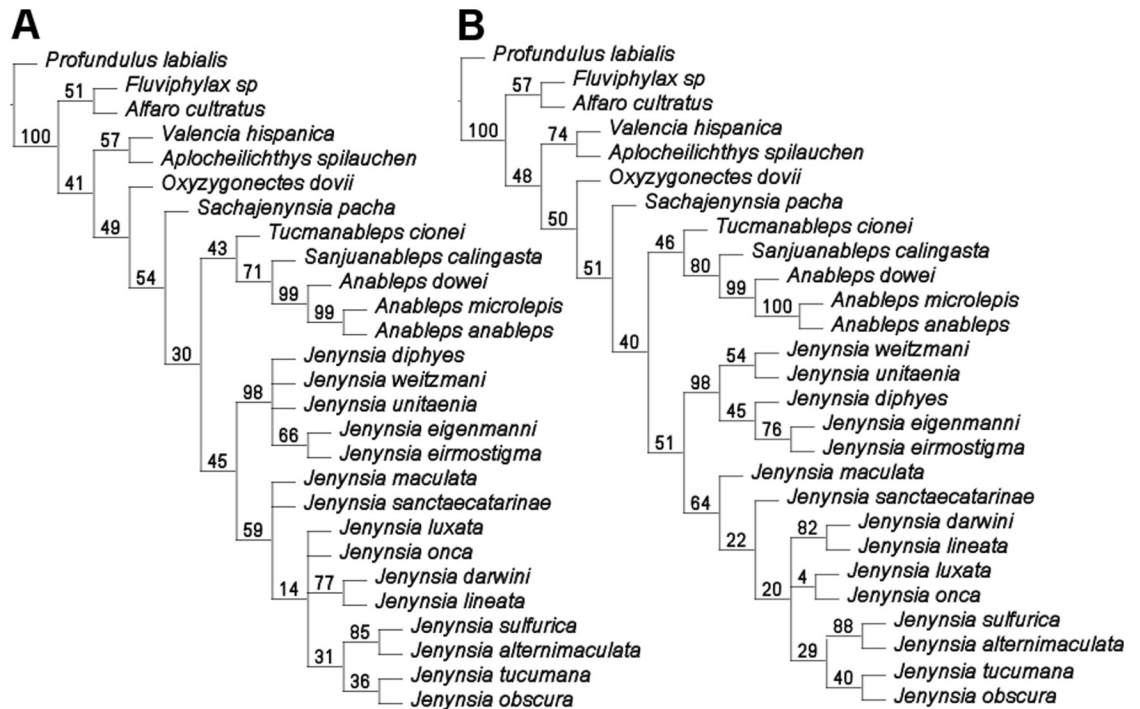 A
Profundulus labialis
51
Fluviphylax sp
Alfaro cultratus
100
57
Valencia hispanica
Aplocheilichthys spilauchen
41
Oxyzygonectes dovii
49
Sachajenynsia pacha
54
43
Tucmanableps cionei
71
Sanjuanableps calingasta
99
Anableps dowei
99
Anableps microlepis
Anableps anableps
30
Jenynsia diphyes
98
Jenynsia weitzmani
Jenynsia unitaenia
66
Jenynsia eigenmanni
Jenynsia eirmostigma
45
Jenynsia maculata
Jenynsia sanctaecatarinae
59
Jenynsia luxata
Jenynsia onca
14
77
Jenynsia darwini
Jenynsia lineata
85
Jenynsia sulfurica
Jenynsia alternimaculata
31
36
Jenynsia tucumana
Jenynsia obscura
B
Profundulus labialis
57
Fluviphylax sp
Alfaro cultratus
100
74
Valencia hispanica
Aplocheilichthys spilauchen
48
Oxyzygonectes dovii
50
Sachajenynsia pacha
51
46
Tucmanableps cionei
80
Sanjuanableps calingasta
99
Anableps dowei
100
Anableps microlepis
Anableps anableps
40
54
Jenynsia weitzmani
Jenynsia unitaenia
98
45
Jenynsia diphyes
76
Jenynsia eigenmanni
Jenynsia eirmostigma
51
Jenynsia maculata
64
Jenynsia sanctaecatarinae
22
82
Jenynsia darwini
Jenynsia lineata
20
4
Jenynsia luxata
Jenynsia onca
88
Jenynsia sulfurica
Jenynsia alternimaculata
29
40
Jenynsia tucumana
Jenynsia obscura